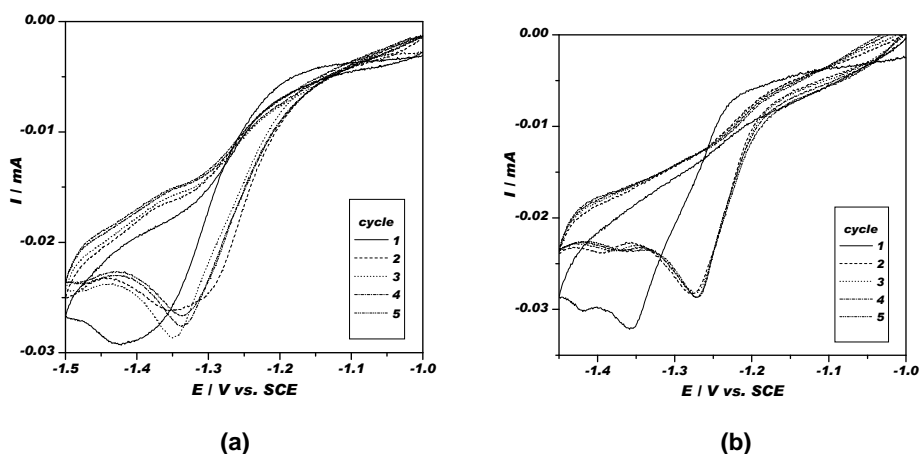 (a)
0.00
-0.01
-0.02
-0.03
I / mA
-1.5
-1.4
-1.3
-1.2
-1.1
-1.0
E / V vs. SCE
cycle
1
2
3
4
5
(a)
(b)
0.00
-0.01
-0.02
-0.03
I / mA
-1.4
-1.3
-1.2
-1.1
-1.0
E / V vs. SCE
cycle
1
2
3
4
5
(b)